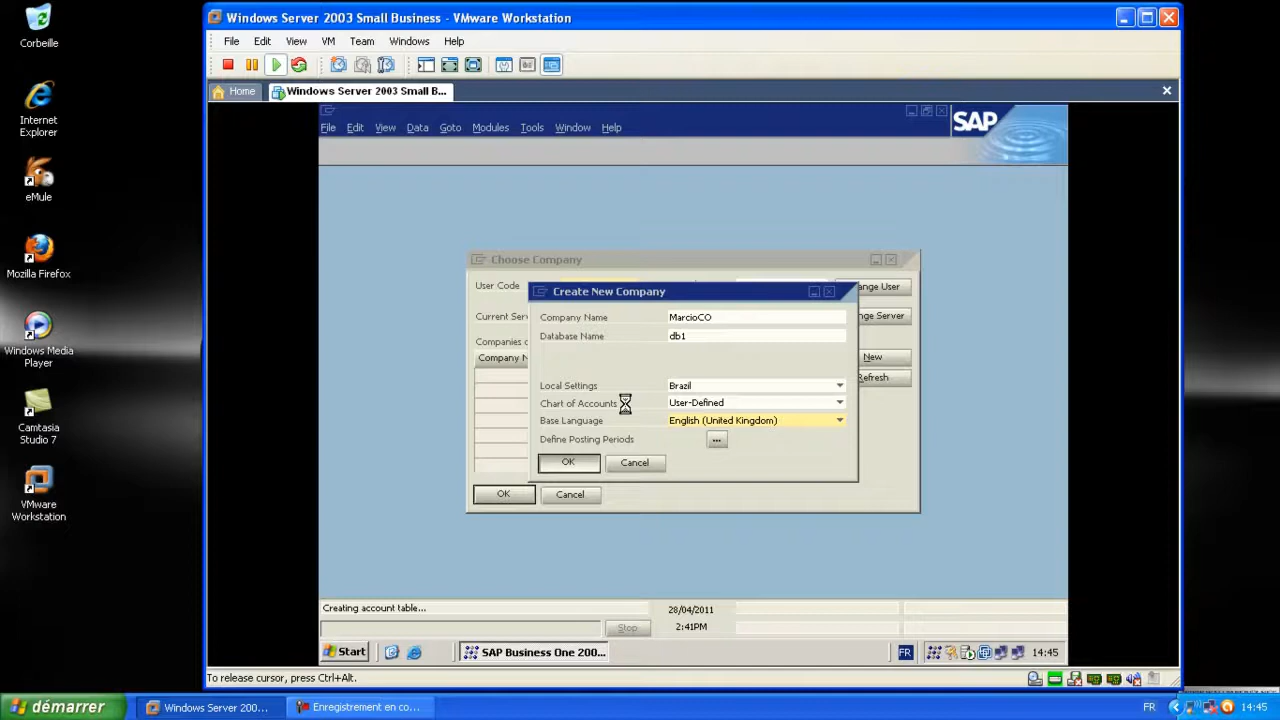 Windows Server 2003 Small Business - VMware Workstation
File Edit View VM Team Windows Help
Home Windows Server 2003 Small B...
Corbeille
Internet
Explorer
eMule
Mozilla Firefox
Windows Media
Player
Camtasia
Studio 7
VMware
Workstation
File Edit View Data Goto Modules Tools Window Help
SAP
Choose Company
User Code
ange User
Current Serv
nge Server
Companies o
Company N
New
Refresh
Create New Company
Company Name MarcioCO
Database Name db1
Local Settings Brazil
Chart of Accounts User-Defined
Base Language English (United Kingdom)
Define Posting Periods ...
OK Cancel
OK Cancel
Creating account table...
28/04/2011
Stop
2:41PM
Start SAP Business One 200... FR 14:45
To release cursor, press Ctrl+Alt.
démarrer Windows Server 200... Enregistrement en co... FR 14:45